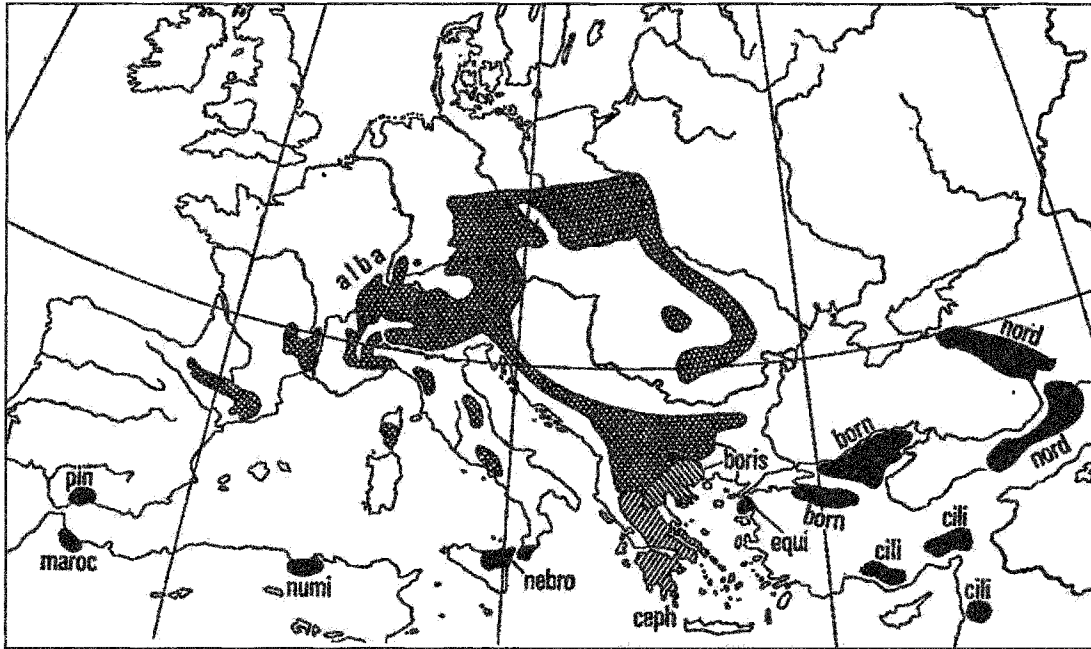 alba
nord
born
boris
nord
pin
born
equi
cili
maroc
cili
numi
nebro
cili
ceph